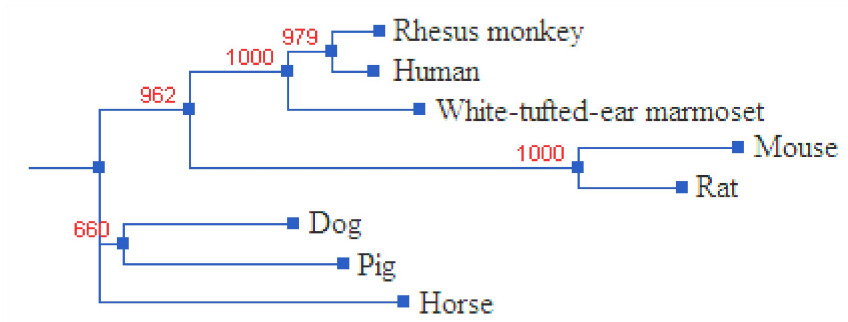 Rhesus monkey
979
1000
Human
962
White-tufted-ear marmoset
1000
Mouse
Rat
660
Dog
Pig
Horse